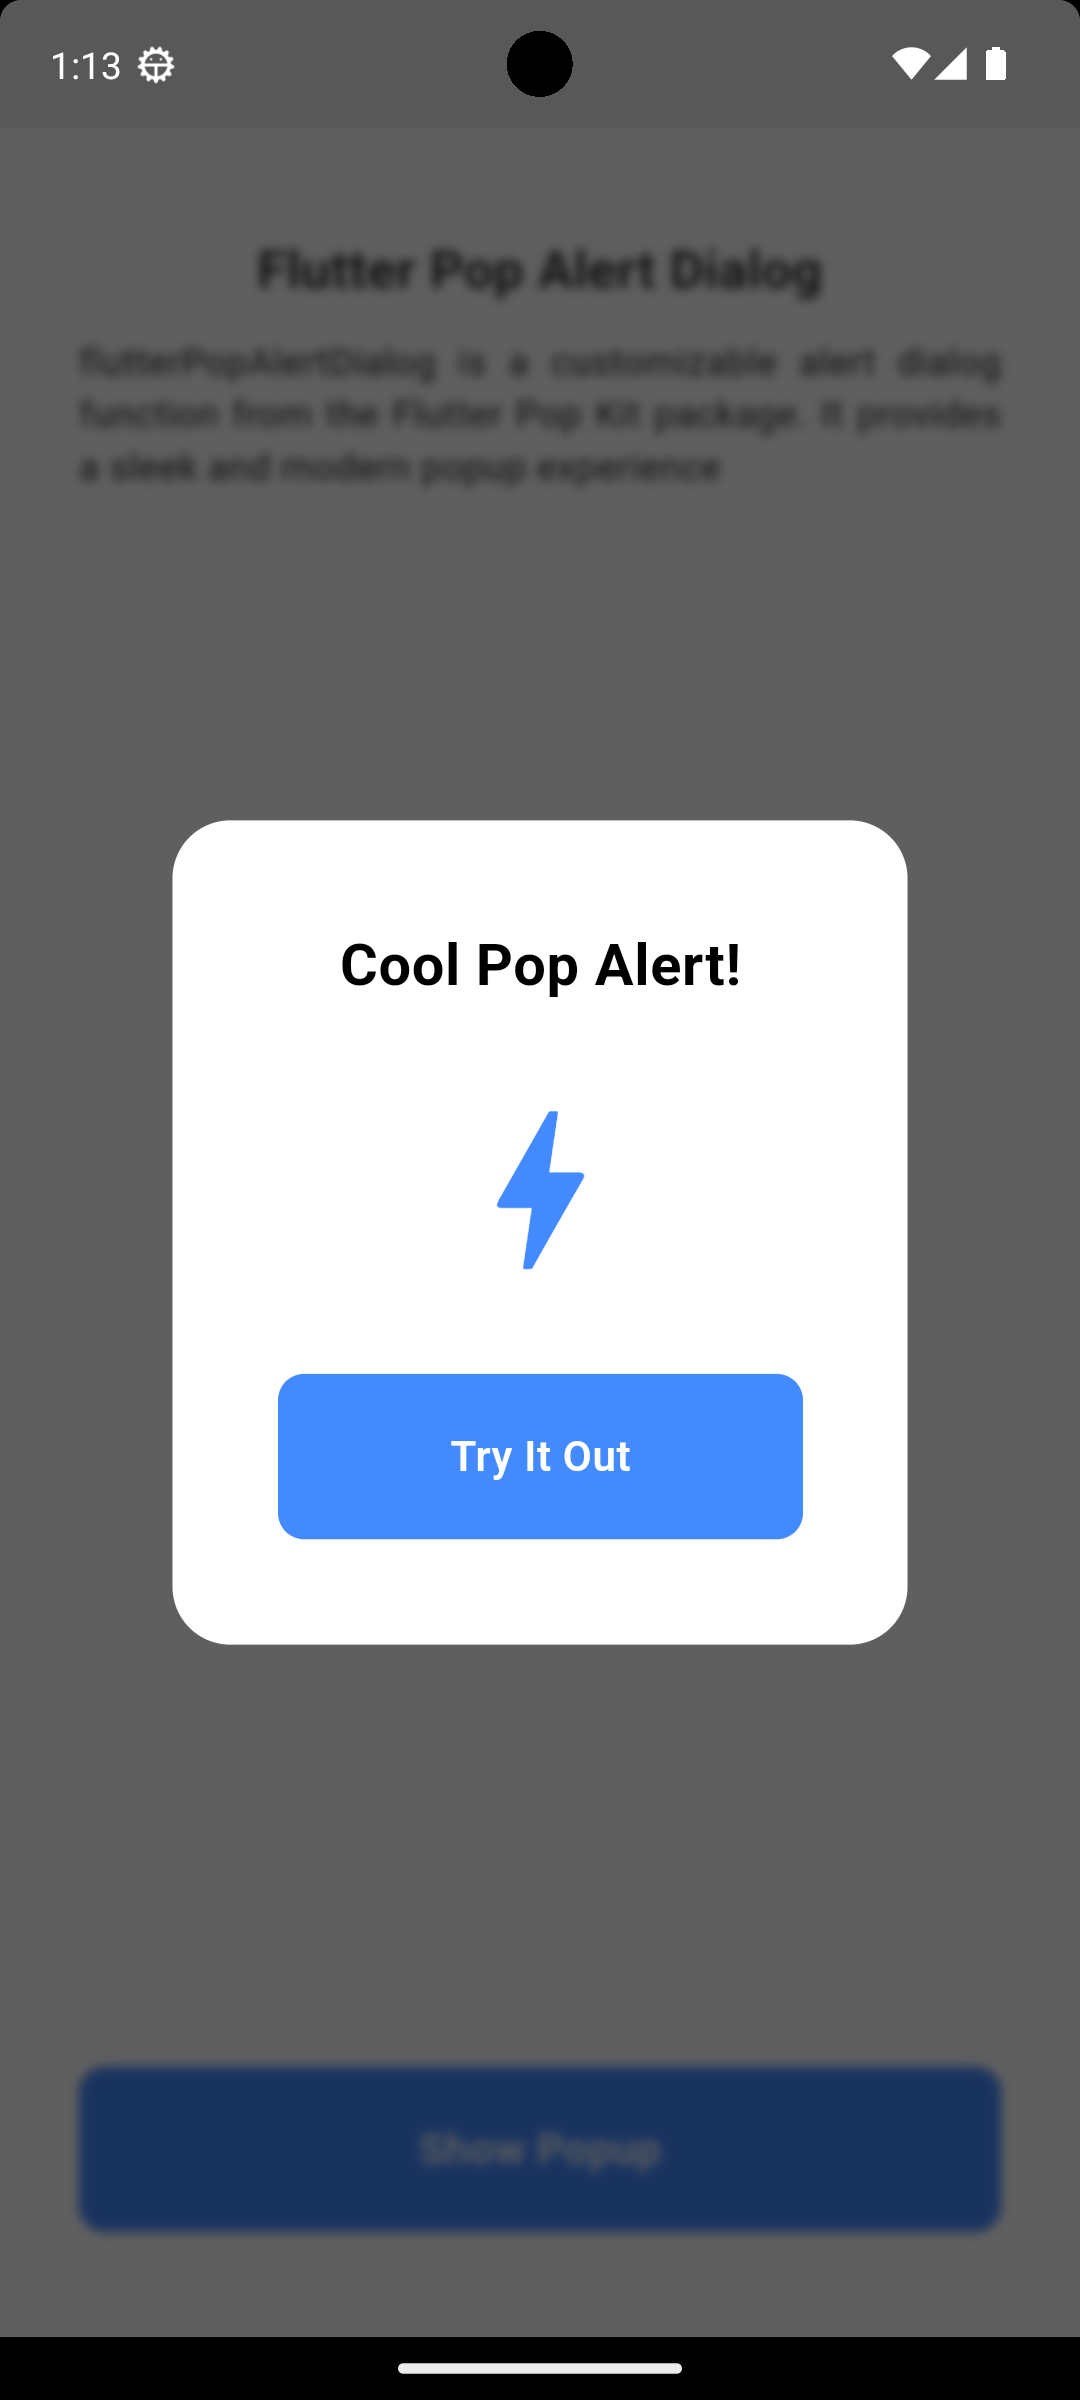 1:13
Flutter Pop Alert Dialog
flutterPopAlertDialog is a customizable alert dialog
function from the Flutter Pop Kit package. It provides
a sleek and modern popup experience
Cool Pop Alert!
Try It Out
Show Popup